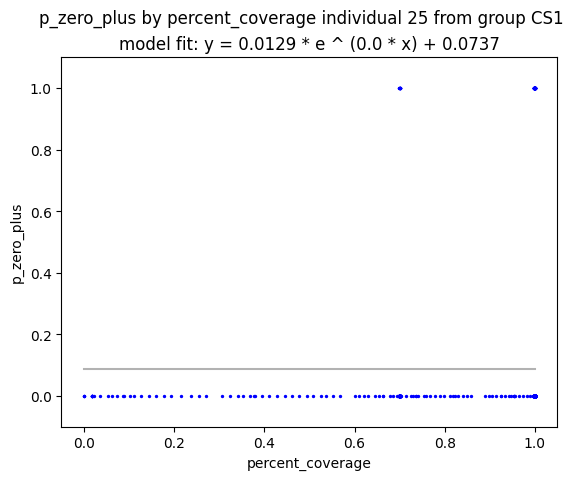 p_zero_plus by percent_coverage individual 25 from group CS1
model fit: y = 0.0129 * e ^ (0.0 * x) + 0.0737
1.0
0.8
0.6
0.4
0.2
0.0
p_zero_plus
0.0 0.2 0.4 0.6 0.8 1.0
percent_coverage